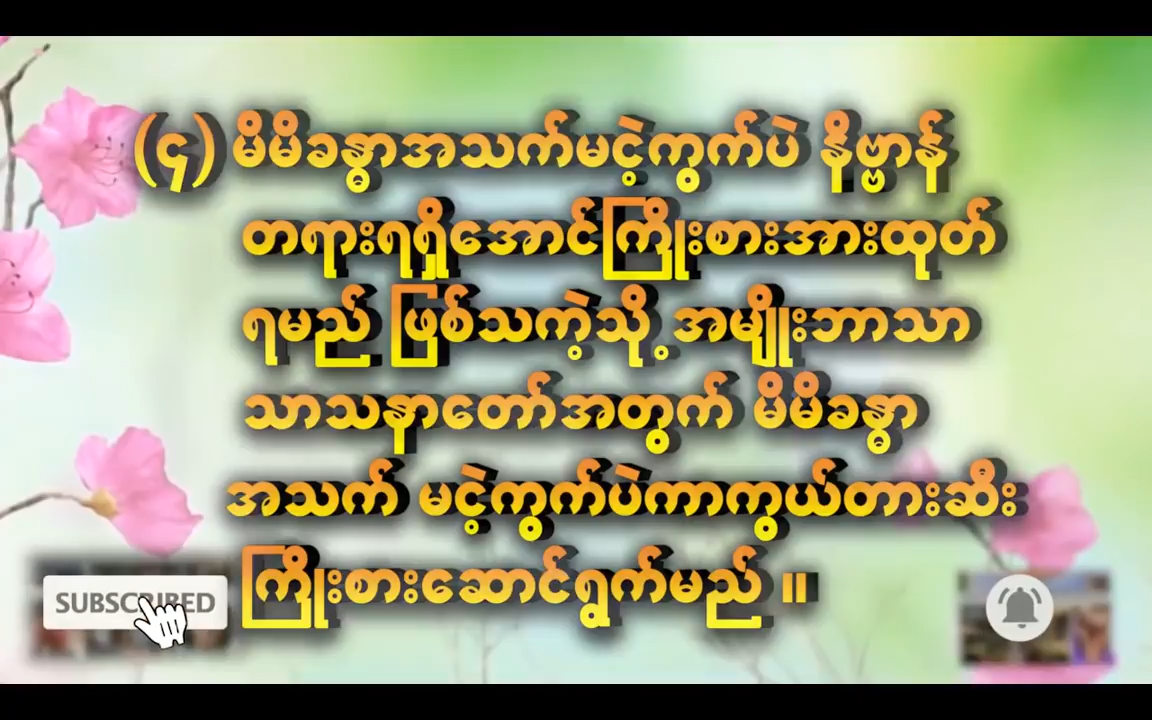 (၄) မိမိခန္ဓာအသက်မငဲ့ကွက်ပဲ နိဗ္ဗာန်
တရားရရှိအောင်ကြိုးစားအားထုတ်
ရမည် ဖြစ်သကဲ့သို့ အမျိုးဘာသာ
သာသနာတော်အတွက် မိမိခန္ဓာ
အသက် မငဲ့ကွက်ပဲကာကွယ်တားဆီး
ကြိုးစားဆောင်ရွက်မည် ။
SUBSCRIBED